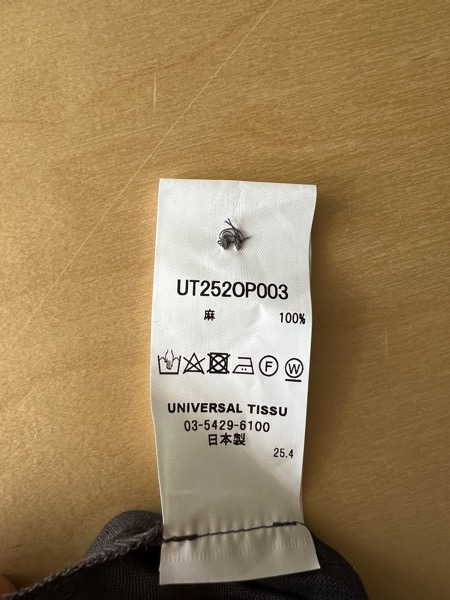 UT252OP003
麻 100%
F W
UNIVERSAL TISSU
03-5429-6100
日本製
25.4